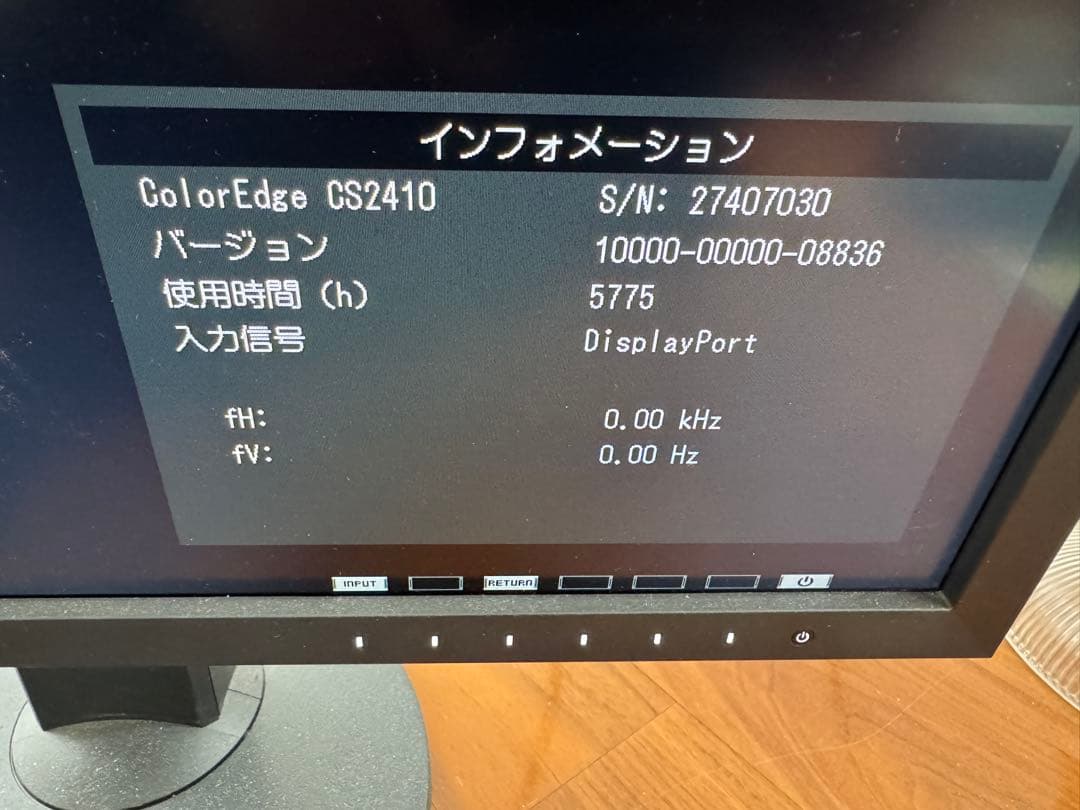 インフォメーション
ColorEdge CS2410 S/N: 27407030
バージョン 10000-00000-08836
使用時間 (h) 5775
入力信号 DisplayPort
fH: 0.00 kHz
fV: 0.00 Hz
INPUT RETURN